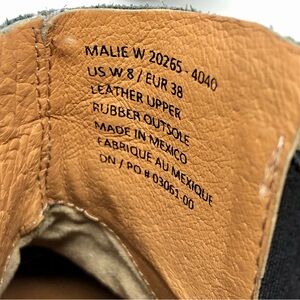 MALIE W 20265 - 4040
US W 8 / EUR 38
LEATHER UPPER
RUBBER OUTSOLE
MADE IN MEXICO
FABRIQUE AU MEXIQUE
DN / PO # 03061-00